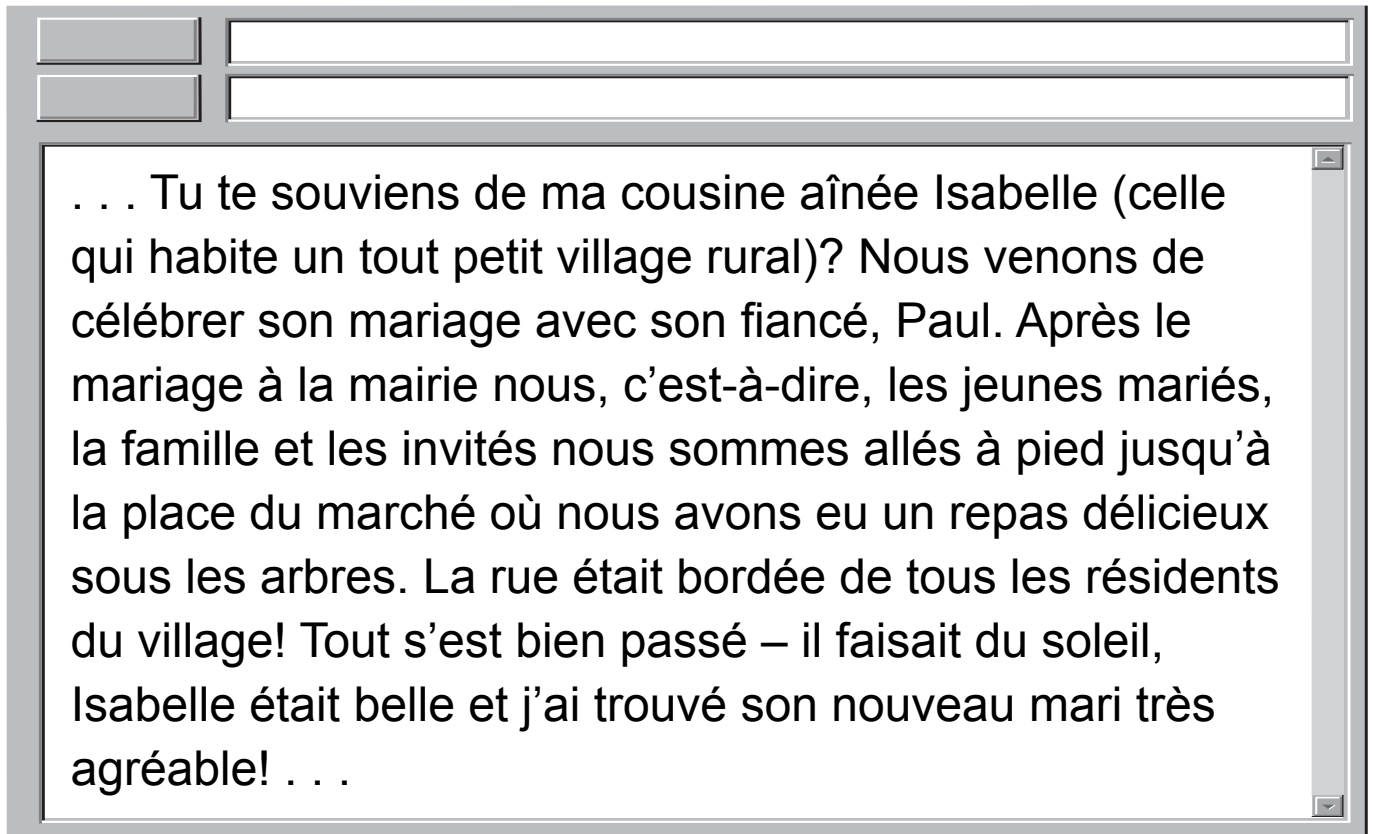 . . . Tu te souviens de ma cousine aînée Isabelle (celle
qui habite un tout petit village rural)? Nous venons de
célébrer son mariage avec son fiancé, Paul. Après le
mariage à la mairie nous, c’est-à-dire, les jeunes mariés,
la famille et les invités nous sommes allés à pied jusqu’à
la place du marché où nous avons eu un repas délicieux
sous les arbres. La rue était bordée de tous les résidents
du village! Tout s’est bien passé – il faisait du soleil,
Isabelle était belle et j’ai trouvé son nouveau mari très
agréable! . . .